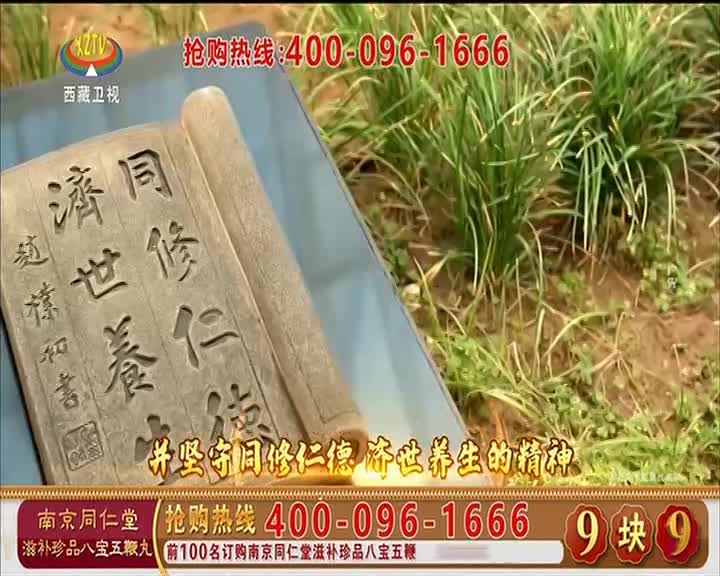 XZTV
西藏卫视
抢购热线:400-096-1666
同修仁德
濟世養生
趙樸初書
并坚守同修仁德 济世养生的精神
南京同仁堂
滋补珍品八宝五鞭丸
抢购热线 400-096-1666
前100名订购南京同仁堂滋补珍品八宝五鞭
9块9